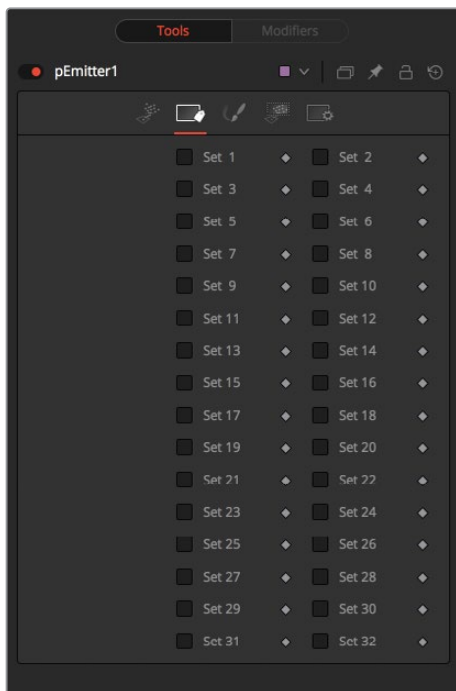 Tools Modifiers
pEmitter1
Set 1 Set 2
Set 3 Set 4
Set 5 Set 6
Set 7 Set 8
Set 9 Set 10
Set 11 Set 12
Set 13 Set 14
Set 15 Set 16
Set 17 Set 18
Set 19 Set 20
Set 21 Set 22
Set 23 Set 24
Set 25 Set 26
Set 27 Set 28
Set 29 Set 30
Set 31 Set 32